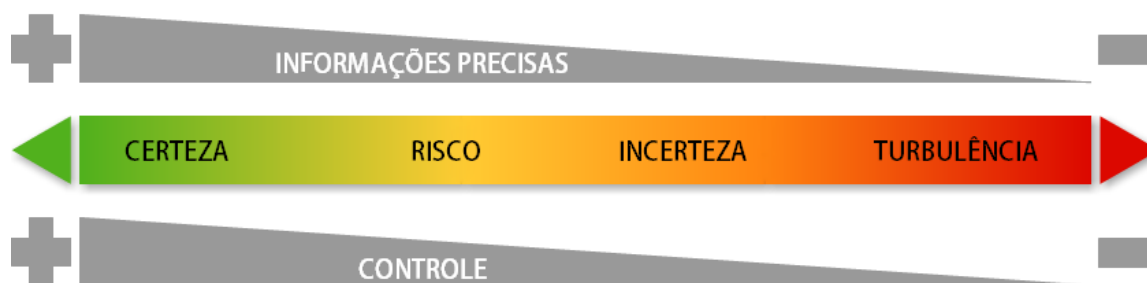 INFORMAÇÕES PRECISAS
CERTEZA RISCO INCERTEZA TURBULÊNCIA
CONTROLE